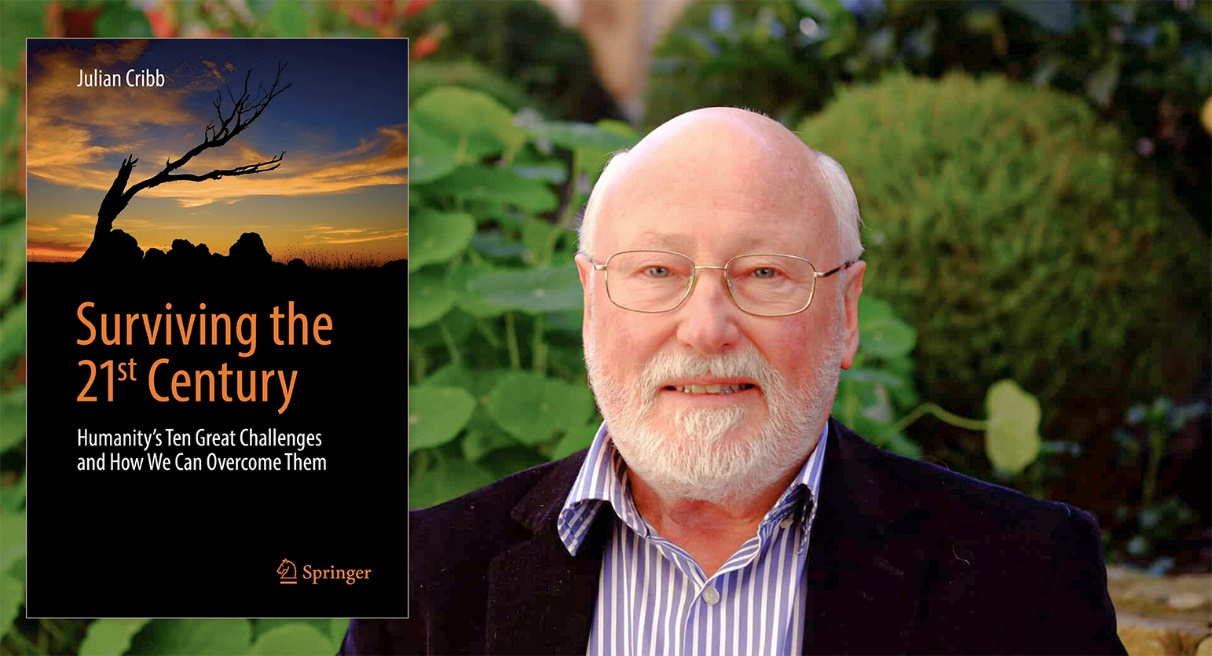 Julian Cribb
Surviving the
21st Century
Humanity's Ten Great Challenges
and How We Can Overcome Them
Springer